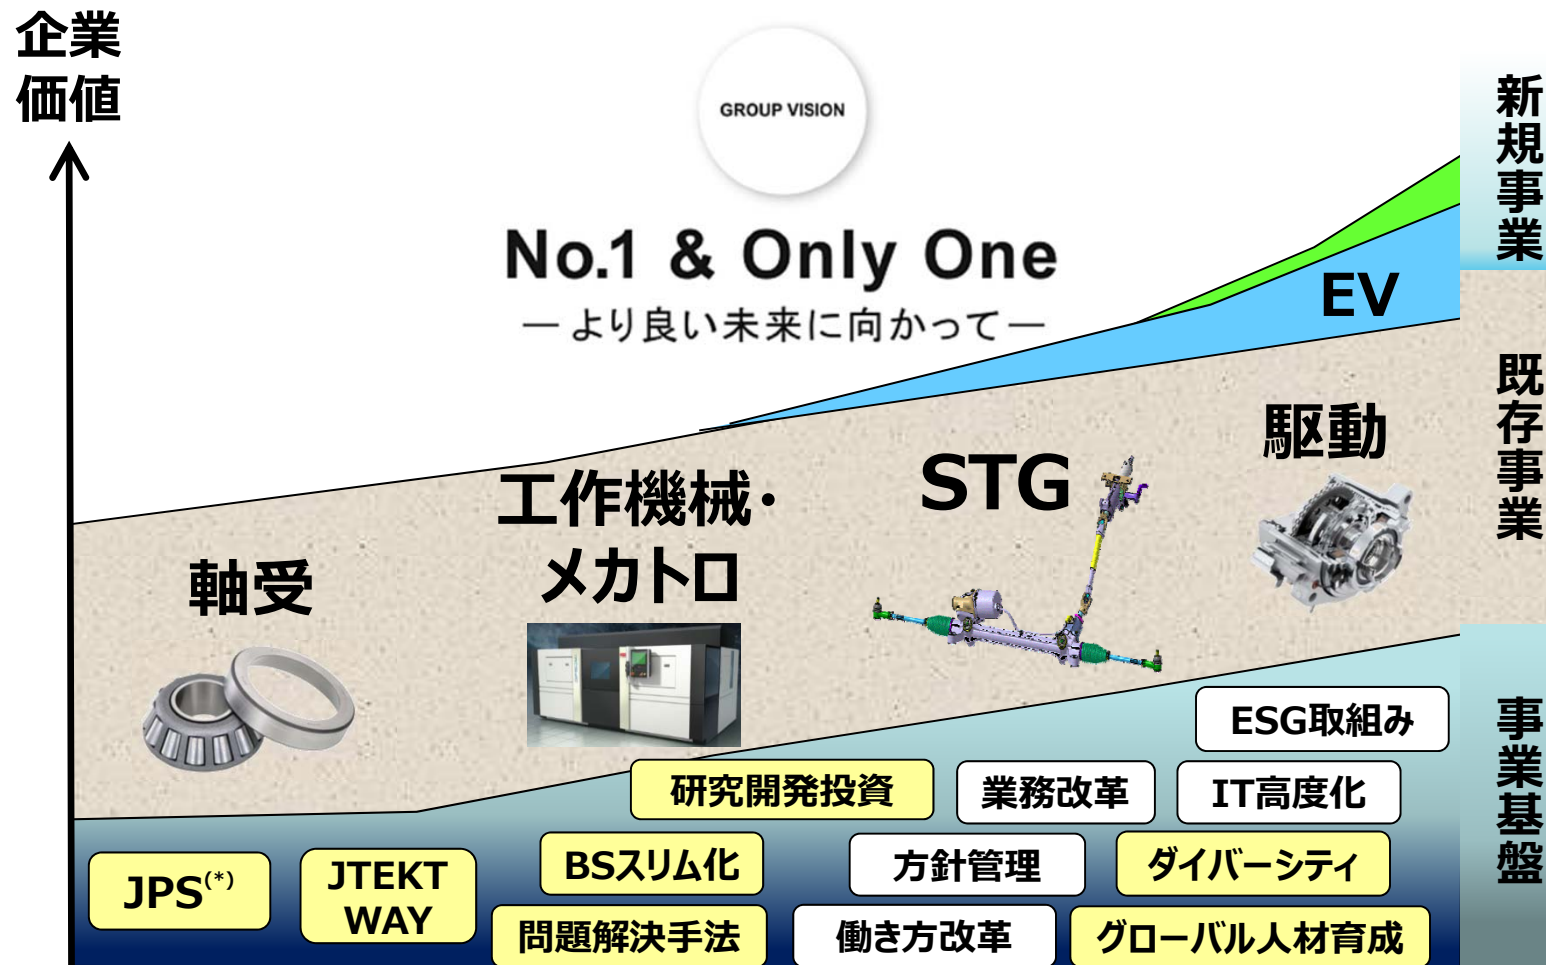 企業
価値
GROUP VISION
No.1 & Only One
―より良い未来に向かって―
新規事業
EV
既存事業
駆動
STG
工作機械・
メカトロ
軸受
ESG取組み
事業基盤
研究開発投資
業務改革
IT高度化
BSスリム化
方針管理
ダイバーシティ
JPS(*)
JTEKT
WAY
問題解決手法
働き方改革
グローバル人材育成